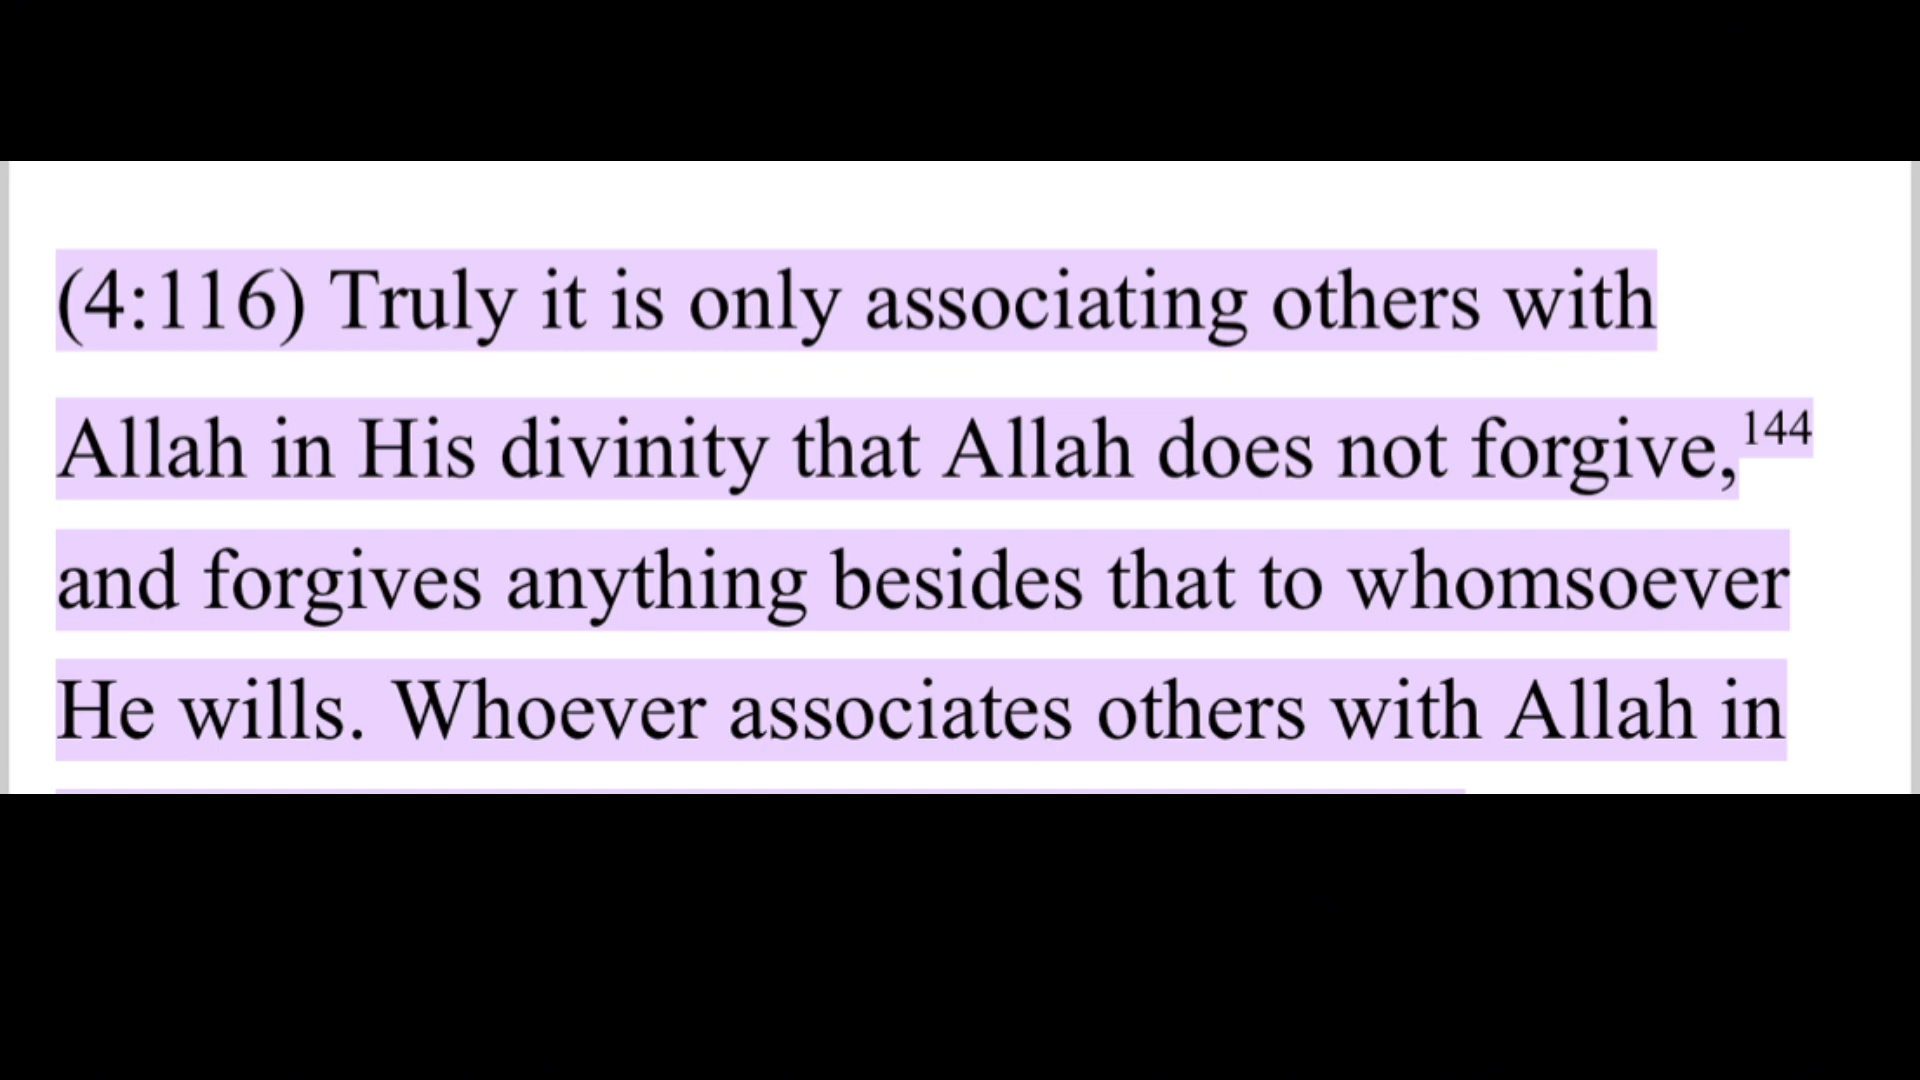 (4:116) Truly it is only associating others with
Allah in His divinity that Allah does not forgive,144
and forgives anything besides that to whomsoever
He wills. Whoever associates others with Allah in